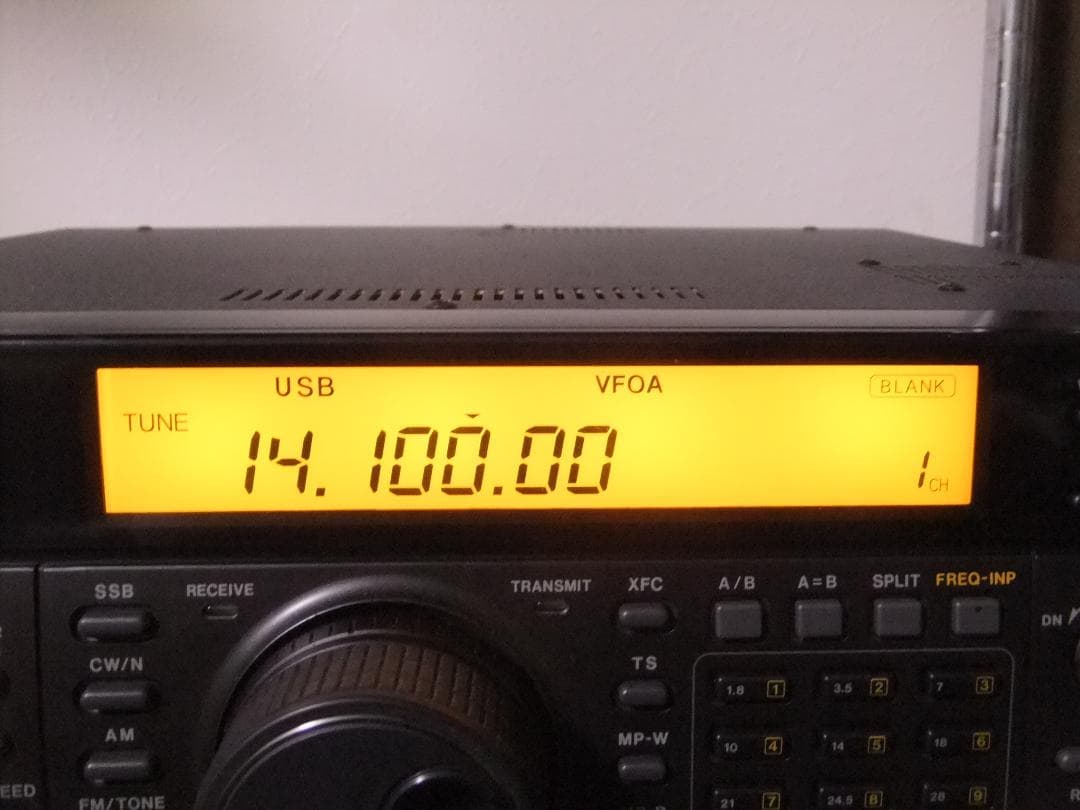 USB VFOA BLANK
TUNE
14.100.00 1CH
SSB RECEIVE TRANSMIT XFC A/B A=B SPLIT FREQ-INP
DN
CW/N TS
1.8 1 3.5 2 7 3
AM MP-W
10 4 14 5 18 6
EED FM/TONE
21 7 24.5 8 28 9